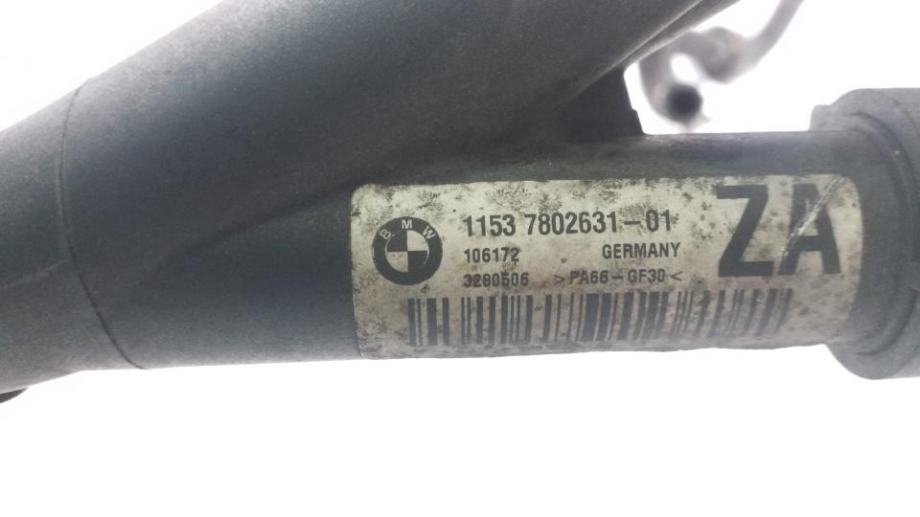 BMW
1153 7802631-01
ZA
106172 GERMANY
3280506 >PA66-GF30<